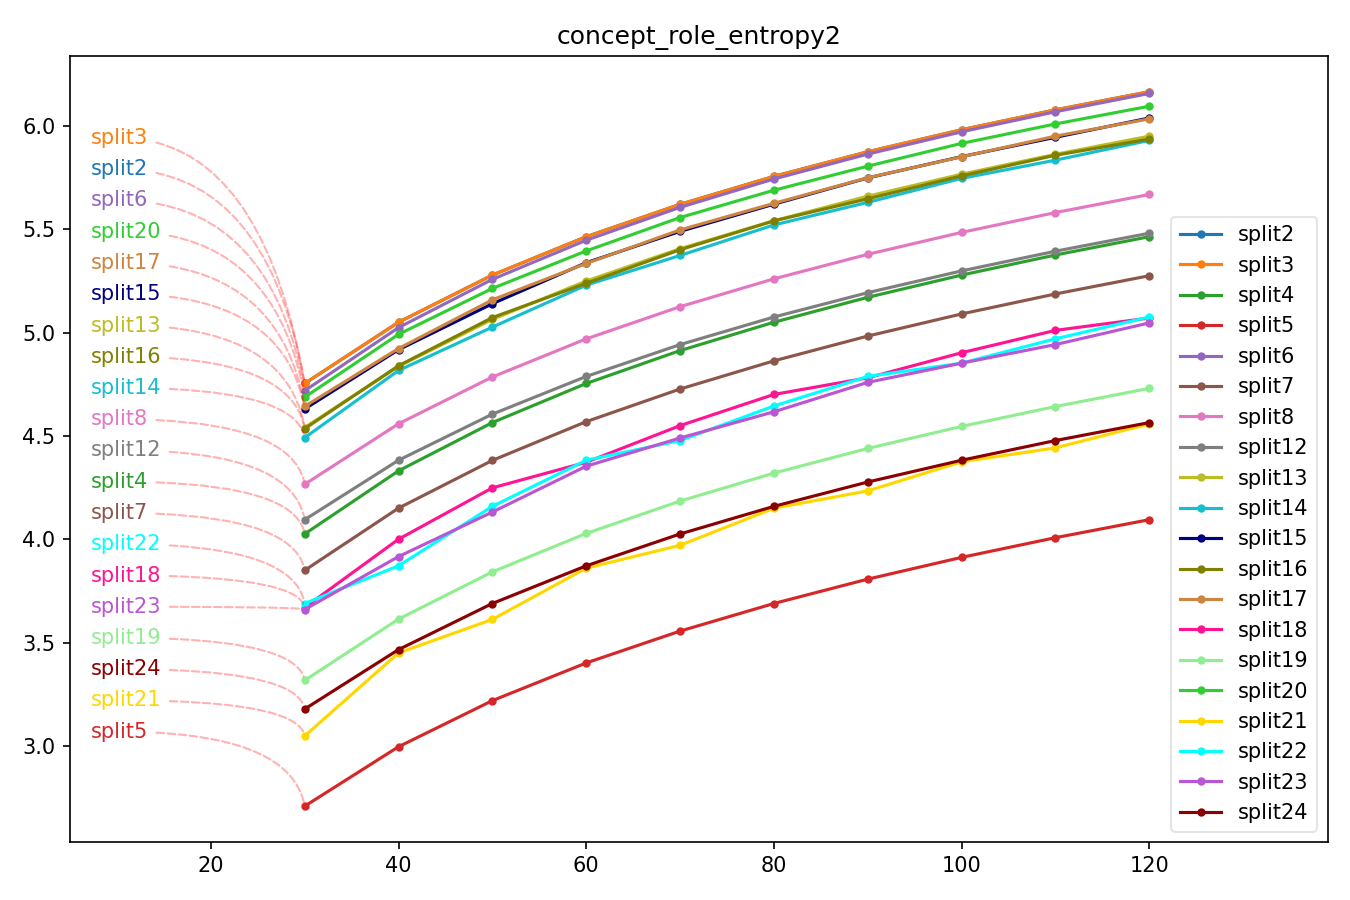 concept_role_entropy2
6.0
5.5
5.0
4.5
4.0
3.5
3.0
split3
split2
split6
split20
split17
split15
split13
split16
split14
split8
split12
split4
split7
split22
split18
split23
split19
split24
split21
split5
split2
split3
split4
split5
split6
split7
split8
split12
split13
split14
split15
split16
split17
split18
split19
split20
split21
split22
split23
split24
20 40 60 80 100 120